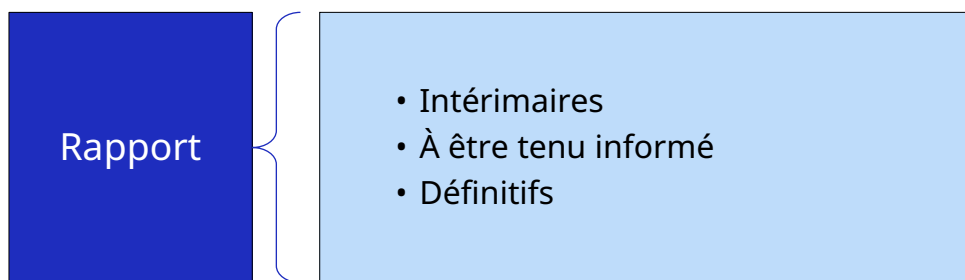 Rapport
• Intérimaires
• À être tenu informé
• Définitifs